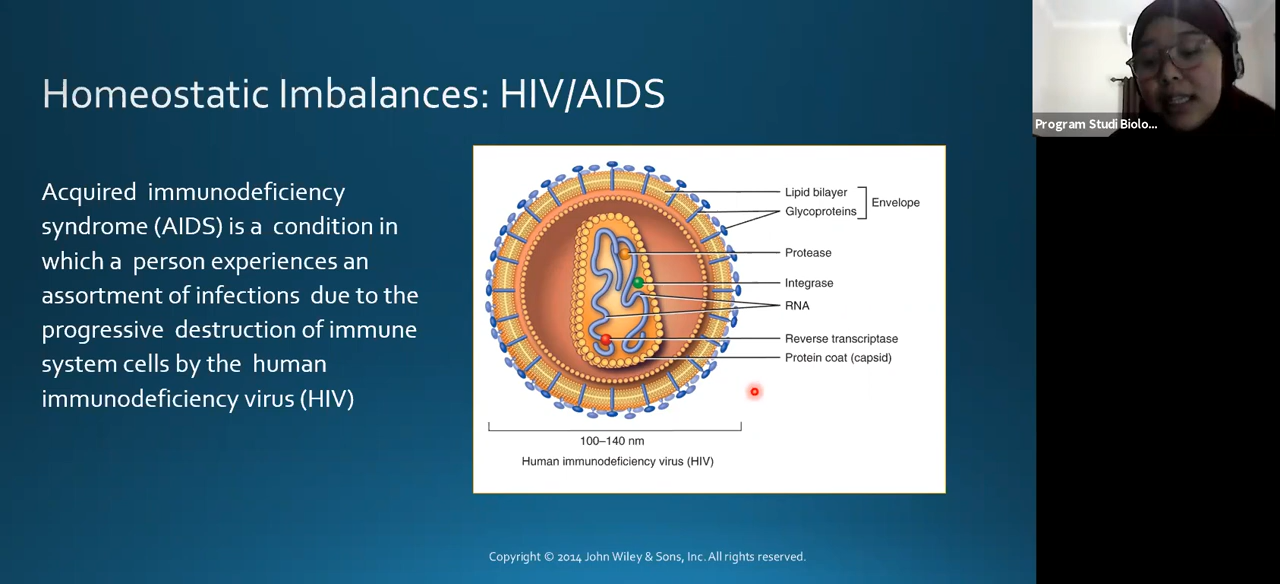 Homeostatic Imbalances: HIV/AIDS
Program Studi Biolo...
Acquired immunodeficiency
syndrome (AIDS) is a condition in
which a person experiences an
assortment of infections due to the
progressive destruction of immune
system cells by the human
immunodeficiency virus (HIV)
Lipid bilayer
Glycoproteins
Envelope
Protease
Integrase
RNA
Reverse transcriptase
Protein coat (capsid)
100–140 nm
Human immunodeficiency virus (HIV)
Copyright © 2014 John Wiley & Sons, Inc. All rights reserved.